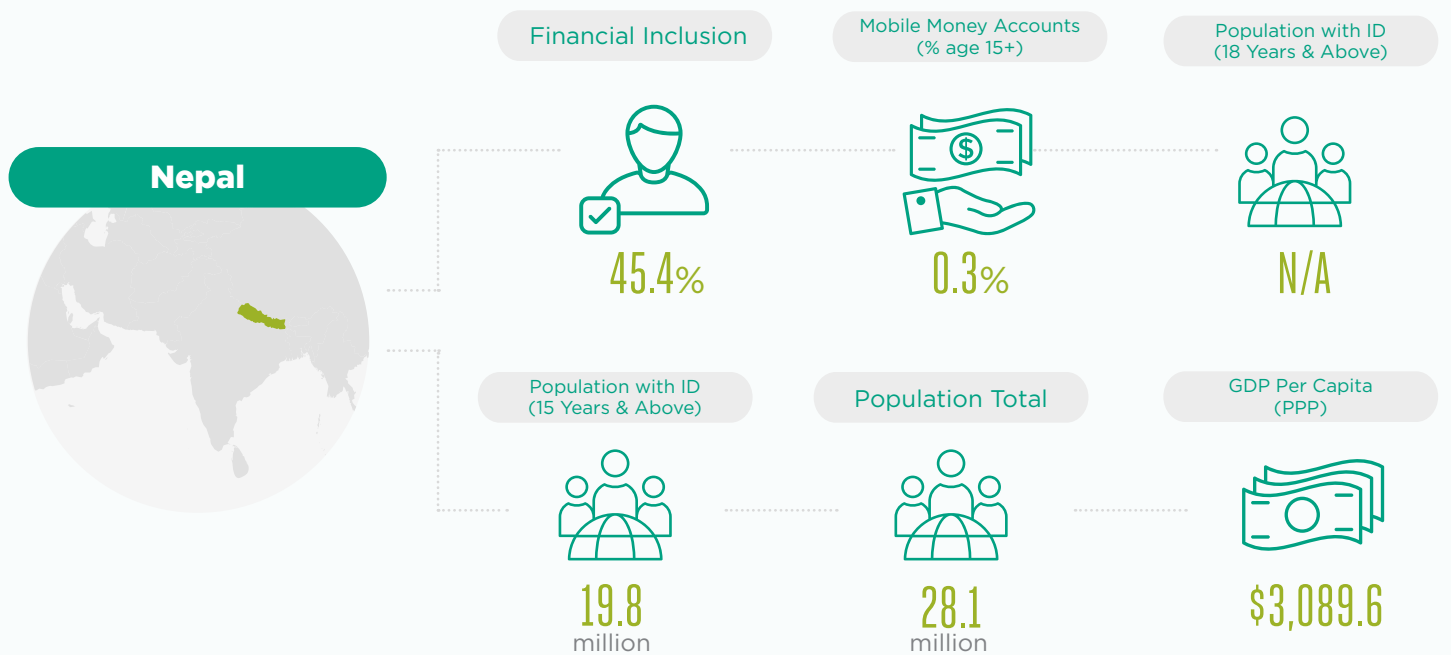 Nepal
Financial Inclusion
45.4%
Mobile Money Accounts
(% age 15+)
$
0.3%
Population with ID
(18 Years & Above)
N/A
Population with ID
(15 Years & Above)
19.8
million
Population Total
28.1
million
GDP Per Capita
(PPP)
$3,089.6